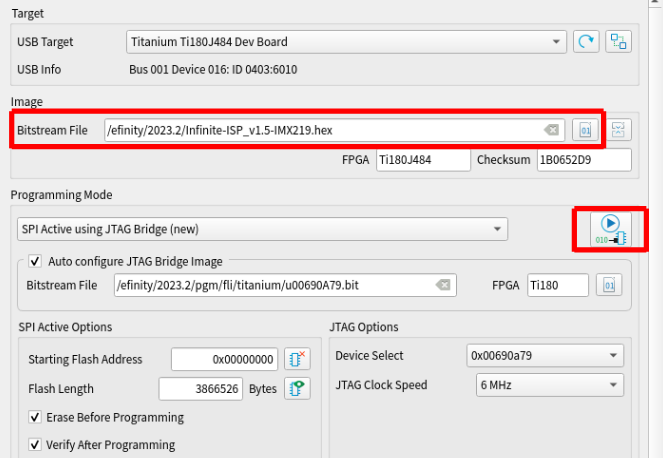 Target
USB Target Titanium Ti180J484 Dev Board
USB Info Bus 001 Device 016: ID 0403:6010
Image
Bitstream File /efinity/2023.2/Infinite-ISP_v1.5-IMX219.hex 01
FPGA Ti180J484 Checksum 1B0652D9
Programming Mode
SPI Active using JTAG Bridge (new)
010
Auto configure JTAG Bridge Image
Bitstream File /efinity/2023.2/pgm/fli/titanium/u00690A79.bit FPGA Ti180 01
SPI Active Options JTAG Options
Starting Flash Address 0x00000000 Device Select 0x00690a79
Flash Length 3866526 Bytes JTAG Clock Speed 6 MHz
Erase Before Programming
Verify After Programming